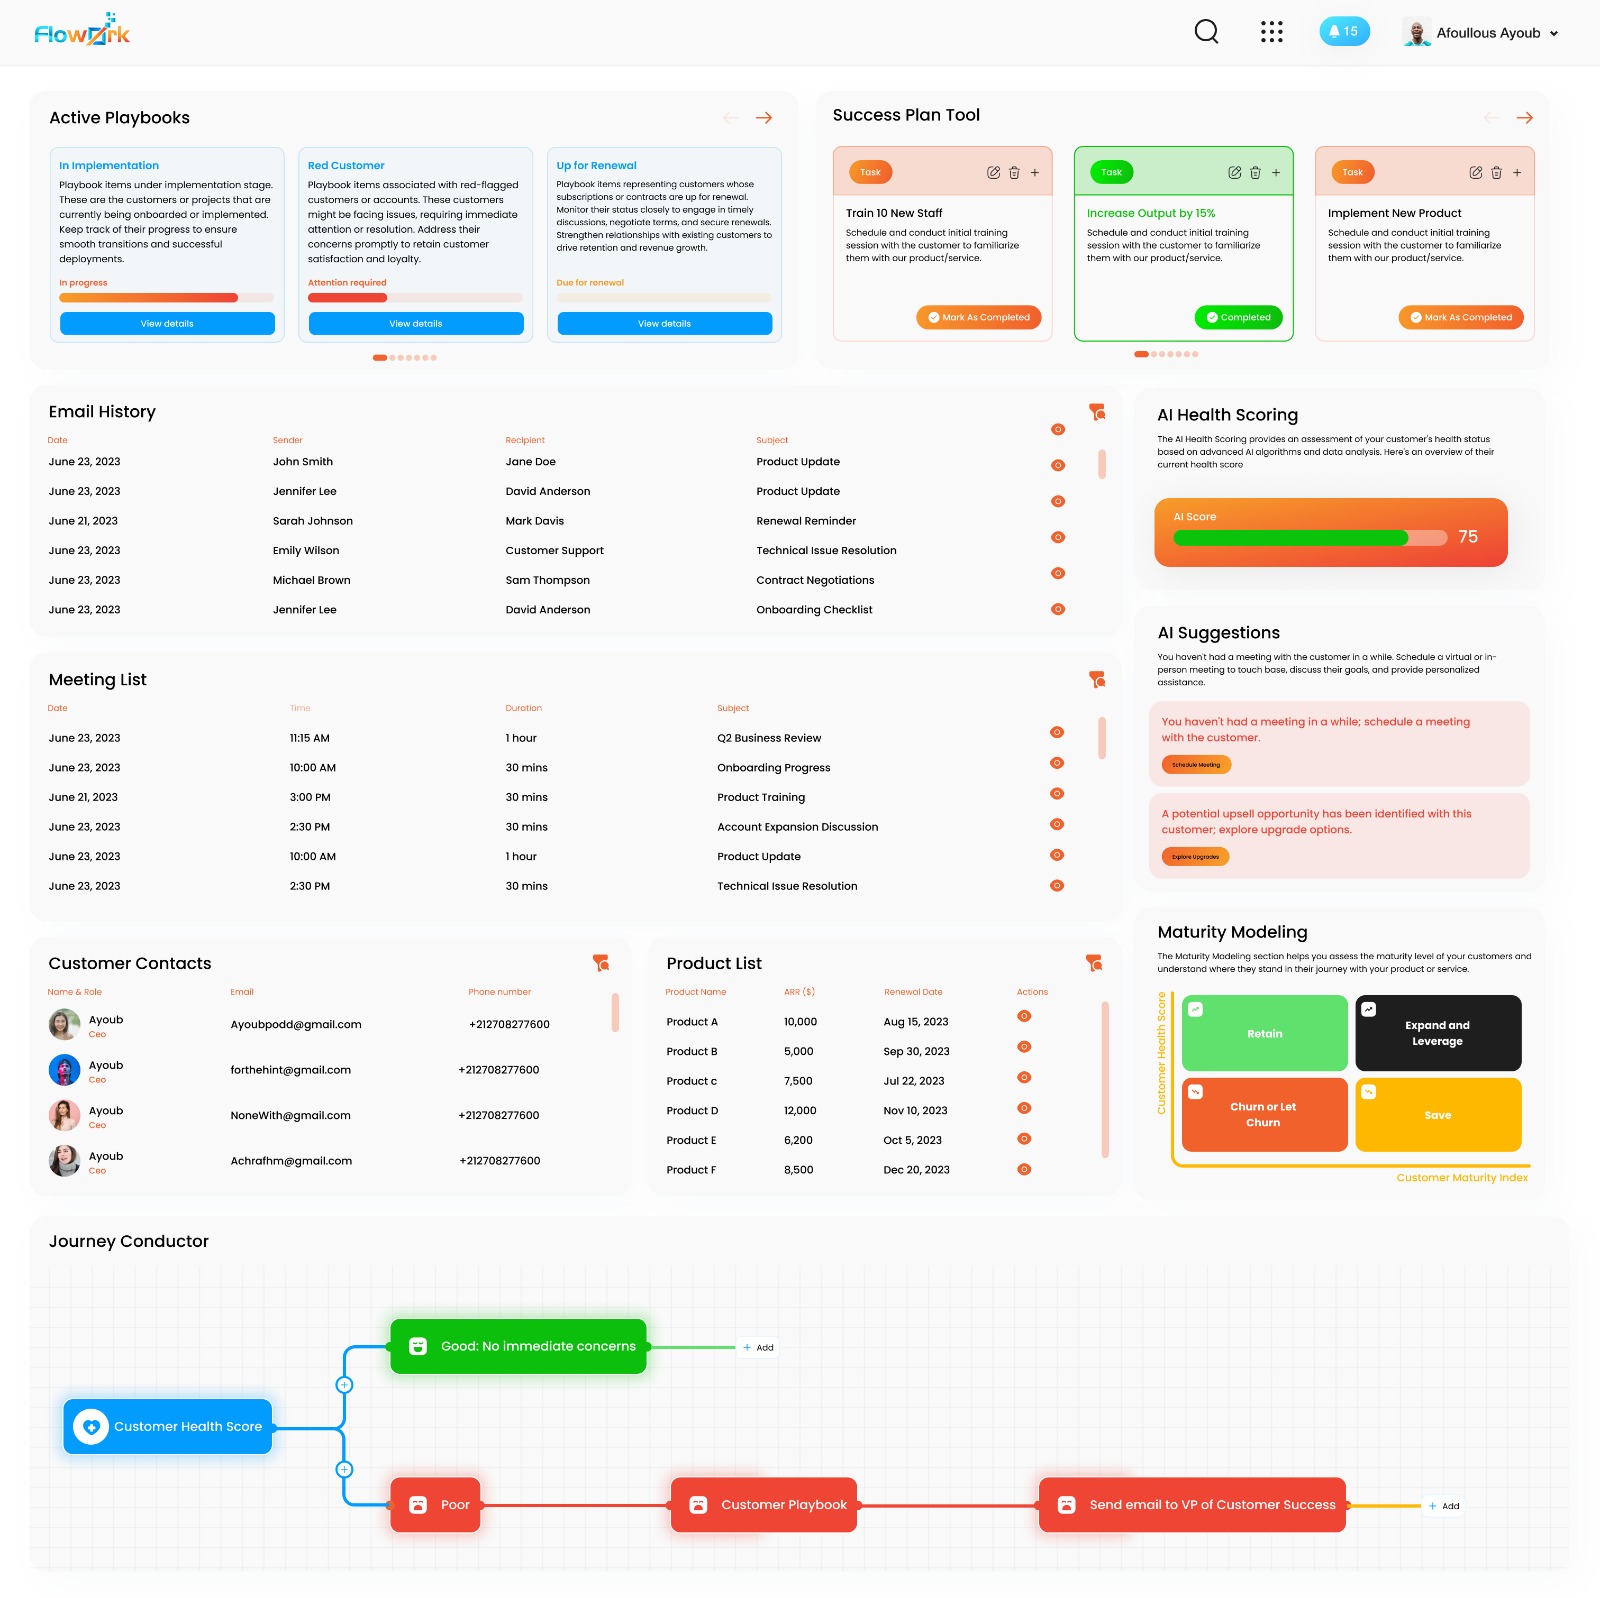 Flowork
15
Afoullous Ayoub
Active Playbooks
In Implementation
Playbook items under implementation stage.
These are the customers or projects that are
currently being onboarded or implemented.
Keep track of their progress to ensure
smooth transitions and successful
deployments.
In progress
View details
Red Customer
Playbook items associated with red-flagged
customers or accounts. These customers
might be facing issues, requiring immediate
attention or resolution. Address their
concerns promptly to retain customer
satisfaction and loyalty.
Attention required
View details
Up for Renewal
Playbook items representing customers whose
subscriptions or contracts are up for renewal.
Monitor their status closely to engage in timely
discussions, negotiate terms, and secure renewals.
Strengthen relationships with existing customers to
drive retention and revenue growth.
Due for renewal
View details
Success Plan Tool
Task
Train 10 New Staff
Schedule and conduct initial training
session with the customer to familiarize
them with our product/service.
Mark As Completed
Task
Increase Output by 15%
Schedule and conduct initial training
session with the customer to familiarize
them with our product/service.
Completed
Task
Implement New Product
Schedule and conduct initial training
session with the customer to familiarize
them with our product/service.
Mark As Completed
Email History
Date Sender Recipient Subject
June 23, 2023 John Smith Jane Doe Product Update
June 23, 2023 Jennifer Lee David Anderson Product Update
June 21, 2023 Sarah Johnson Mark Davis Renewal Reminder
June 23, 2023 Emily Wilson Customer Support Technical Issue Resolution
June 23, 2023 Michael Brown Sam Thompson Contract Negotiations
June 23, 2023 Jennifer Lee David Anderson Onboarding Checklist
AI Health Scoring
The AI Health Scoring provides an assessment of your customer's health status
based on advanced AI algorithms and data analysis. Here's an overview of their
current health score
AI Score
75
Meeting List
Date Time Duration Subject
June 23, 2023 11:15 AM 1 hour Q2 Business Review
June 23, 2023 10:00 AM 30 mins Onboarding Progress
June 21, 2023 3:00 PM 30 mins Product Training
June 23, 2023 2:30 PM 30 mins Account Expansion Discussion
June 23, 2023 10:00 AM 1 hour Product Update
June 23, 2023 2:30 PM 30 mins Technical Issue Resolution
AI Suggestions
You haven't had a meeting with the customer in a while. Schedule a virtual or in-
person meeting to touch base, discuss their goals, and provide personalized
assistance.
You haven't had a meeting in a while; schedule a meeting
with the customer.
Schedule Meeting
A potential upsell opportunity has been identified with this
customer; explore upgrade options.
Explore Upgrades
Customer Contacts
Name & Role Email Phone number
Ayoub
Ceo
Ayoubpodd@gmail.com +212708277600
Ayoub
Ceo
forthehint@gmail.com +212708277600
Ayoub
Ceo
NoneWith@gmail.com +212708277600
Ayoub
Ceo
Achrafhm@gmail.com +212708277600
Product List
Product Name ARR ($) Renewal Date Actions
Product A 10,000 Aug 15, 2023
Product B 5,000 Sep 30, 2023
Product c 7,500 Jul 22, 2023
Product D 12,000 Nov 10, 2023
Product E 6,200 Oct 5, 2023
Product F 8,500 Dec 20, 2023
Maturity Modeling
The Maturity Modeling section helps you assess the maturity level of your customers and
understand where they stand in their journey with your product or service.
Customer Health Score
Retain
Expand and
Leverage
Churn or Let
Churn
Save
Customer Maturity Index
Journey Conductor
Good: No immediate concerns
Add
Customer Health Score
Poor
Customer Playbook
Send email to VP of Customer Success
Add